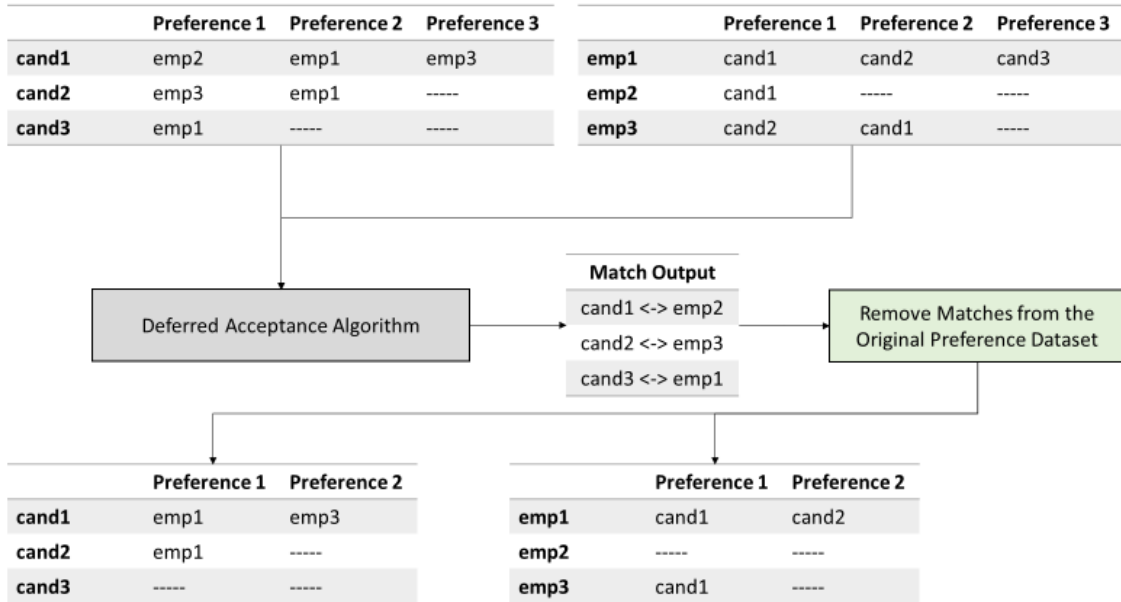 Preference 1 Preference 2 Preference 3
cand1 emp2 emp1 emp3
cand2 emp3 emp1 -----
cand3 emp1 ----- -----
Preference 1 Preference 2 Preference 3
emp1 cand1 cand2 cand3
emp2 cand1 ----- -----
emp3 cand2 cand1 -----
Deferred Acceptance Algorithm
Match Output
cand1 <-> emp2
cand2 <-> emp3
cand3 <-> emp1
Remove Matches from the
Original Preference Dataset
Preference 1 Preference 2
cand1 emp1 emp3
cand2 emp1 -----
cand3 ----- -----
Preference 1 Preference 2
emp1 cand1 cand2
emp2 ----- -----
emp3 cand1 -----